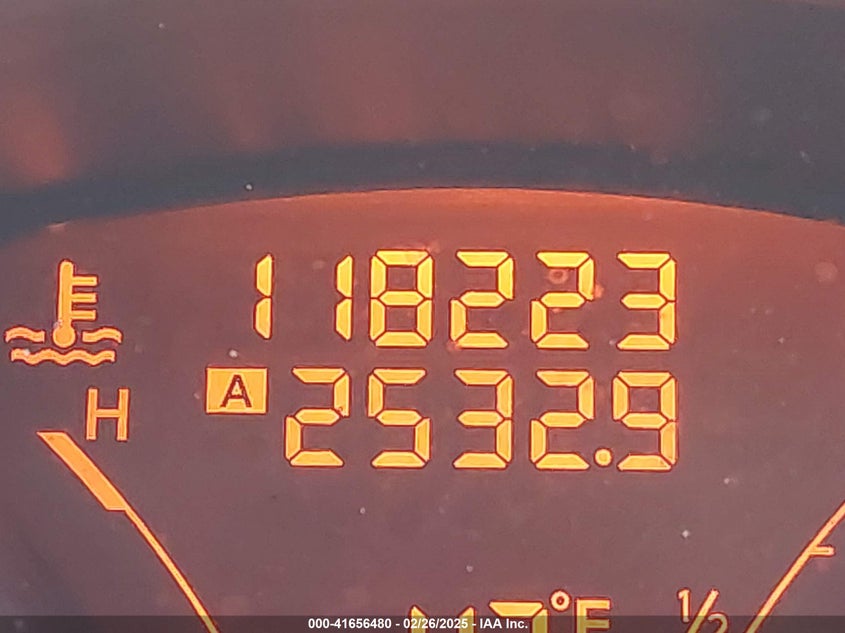 118223
A 2532.9
H
°F
1/2
000-41656480 - 02/26/2025 - IAA Inc.